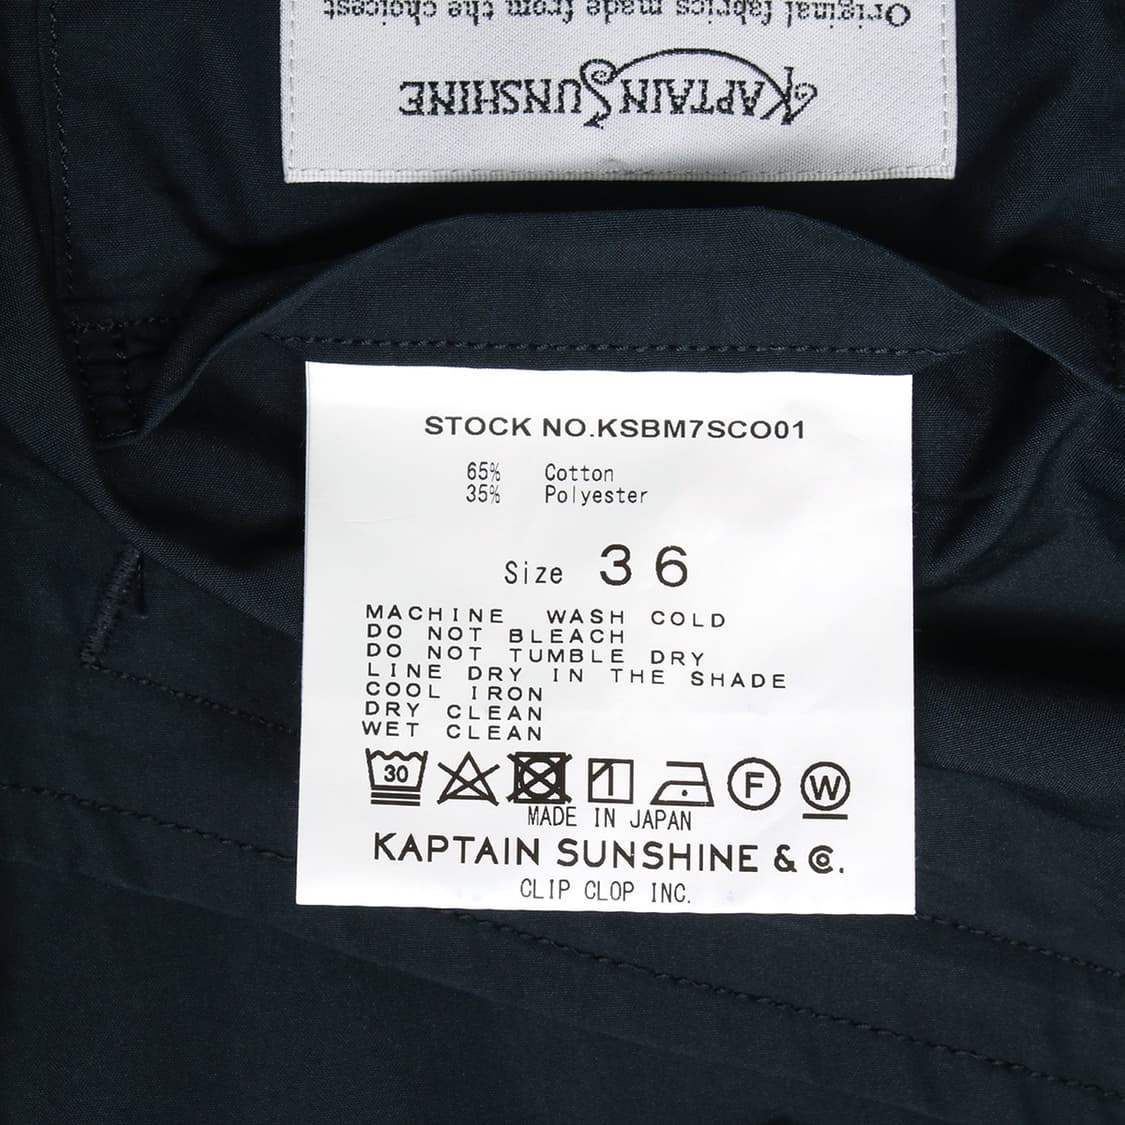 Original fabrics made from the choicest
KAPTAIN SUNSHINE
STOCK NO.KSBM7SCO01
65% Cotton
35% Polyester
Size 36
MACHINE WASH COLD
DO NOT BLEACH
DO NOT TUMBLE DRY
LINE DRY IN THE SHADE
COOL IRON
DRY CLEAN
WET CLEAN
30 F W
MADE IN JAPAN
KAPTAIN SUNSHINE & Co.
CLIP CLOP INC.